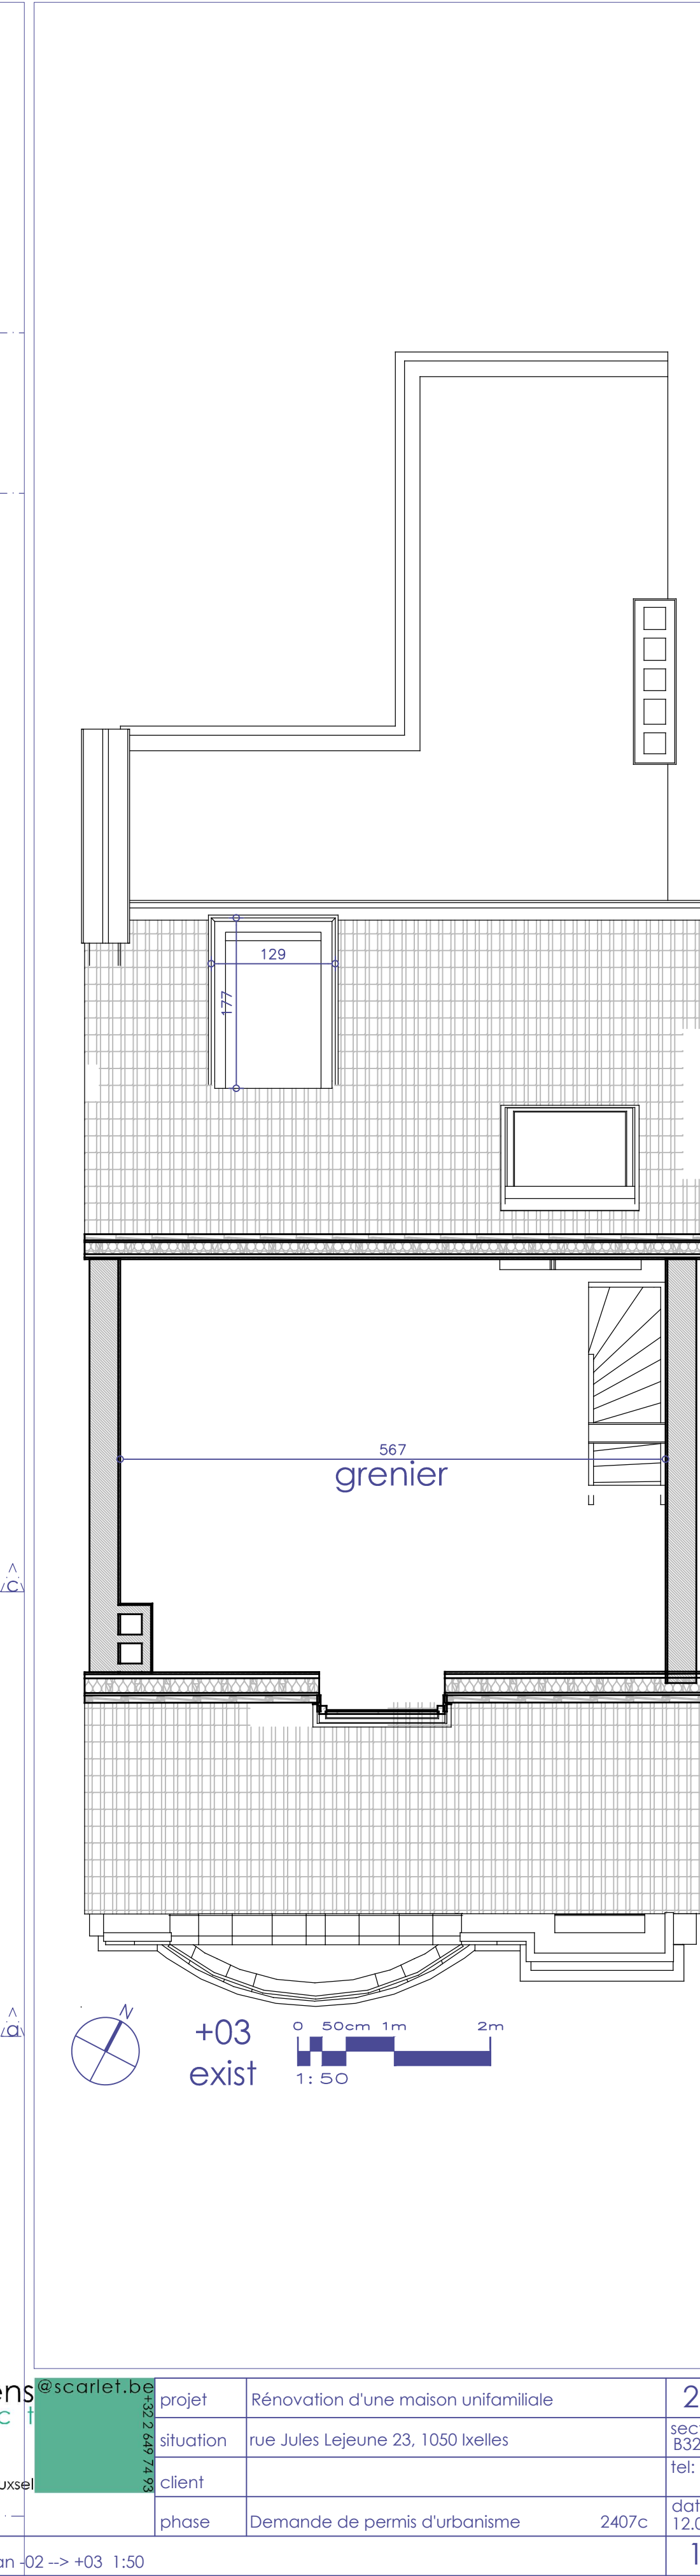 129
177
567
grenier
c
a
N
+03
exist
0 50cm 1m 2m
1:50
@scarlet.be
+32 2 649 74 93
projet Rénovation d'une maison unifamiliale
situation rue Jules Lejeune 23, 1050 Ixelles
client
tel:
phase Demande de permis d'urbanisme 2407c
-02 --> +03 1:50